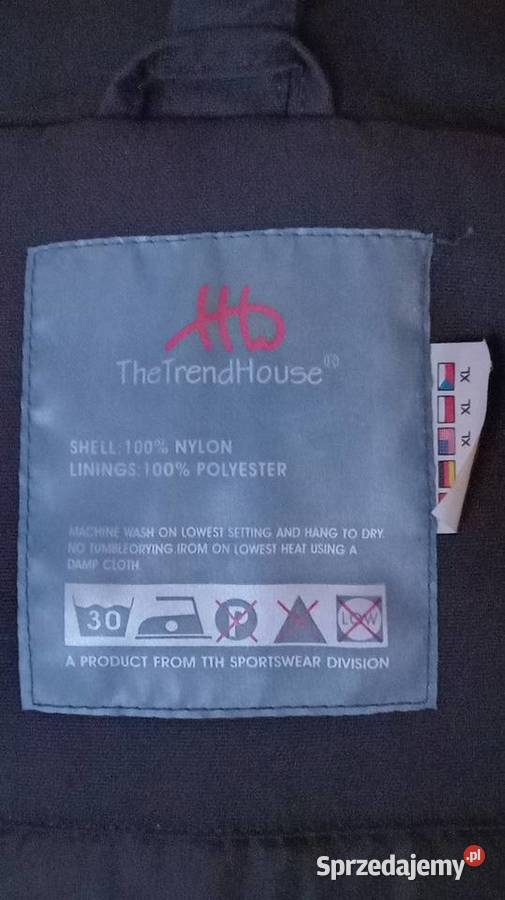 TheTrendHouse®
SHELL:100% NYLON
LININGS:100% POLYESTER
MACHINE WASH ON LOWEST SETTING AND HANG TO DRY.
NO TUMBLEDRYING IROM ON LOWEST HEAT USING A
DAMP CLOTH
30 P LOW
A PRODUCT FROM TTH SPORTSWEAR DIVISION
XL
XL
XL
Sprzedajemy.pl